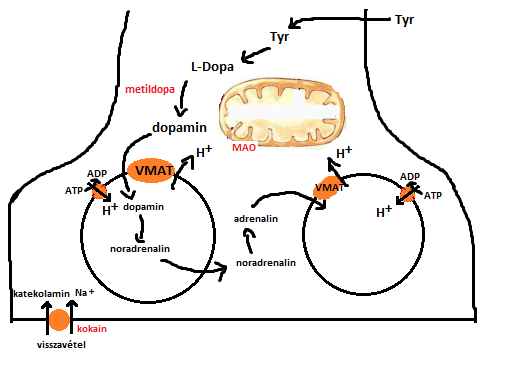 Tyr
Tyr
L-Dopa
metildopa
dopamin
MAO
H+
VMAT
ADP
ATP
H+
dopamin
noradrenalin
adrenalin
noradrenalin
H+
VMAT
ADP
ATP
H+
katekolamin Na+
kokain
visszavétel